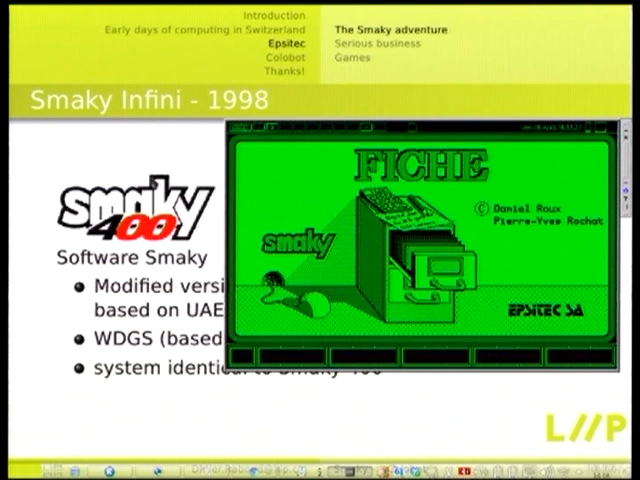 Introduction
Early days of computing in Switzerland
Epsitec
Colobot
Thanks!
The Smaky adventure
Serious business
Games
Smaky Infini - 1998
smaky
400
Software Smaky
Modified versi
based on UAE
WDGS (based
system identical to Smaky 400
FICHE
© Daniel Roux
Pierre-Yves Rochat
smaky
EPSITEC SA
L//P